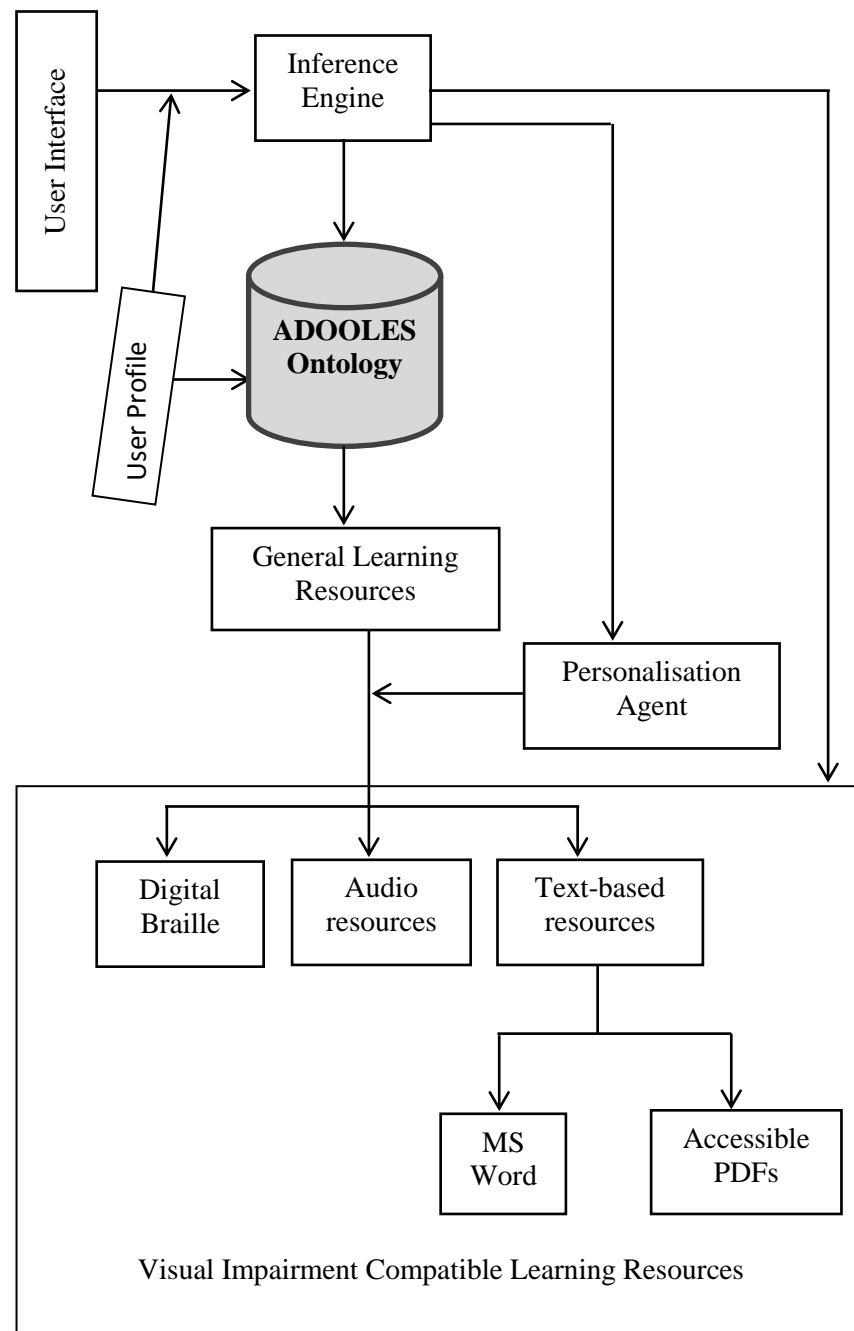 User Interface
Inference
Engine
ADOOLES
Ontology
User Profile
General Learning
Resources
Personalisation
Agent
Digital
Braille
Audio
resources
Text-based
resources
MS
Word
Accessible
PDFs
Visual Impairment Compatible Learning Resources